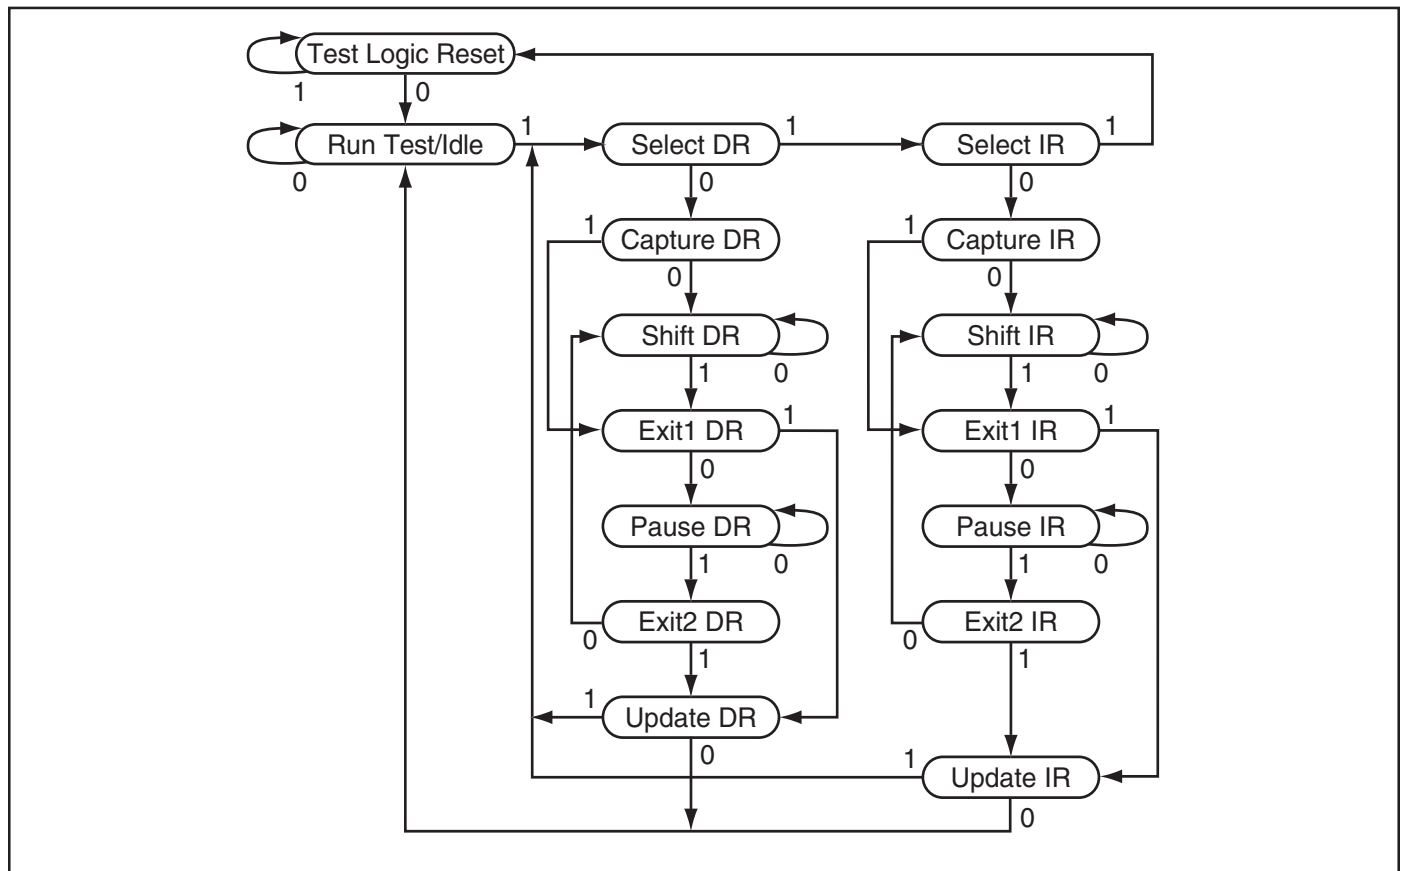 Test Logic Reset
1 0
Run Test/Idle 1 Select DR 1 Select IR 1
0 0 0
1 Capture DR 1 Capture IR
0 0
Shift DR Shift IR
1 0 1 0
Exit1 DR 1 Exit1 IR 1
0 0
Pause DR Pause IR
1 0 1 0
Exit2 DR Exit2 IR
0 1 0 1
1 Update DR
0
1 Update IR
0